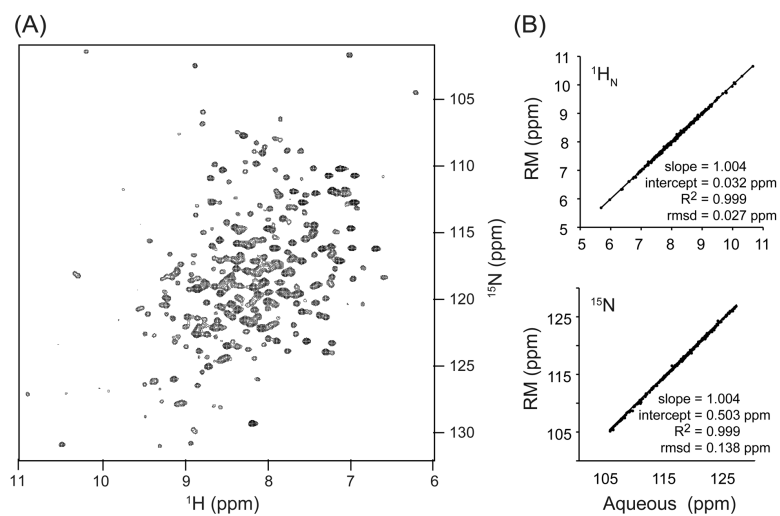 (A)
105
110
115
120
125
130
¹⁵N (ppm)
11 10 9 8 7 6
¹H (ppm)
(B)
¹H_N
11
10
9
8
7
6
5
RM (ppm)
slope = 1.004
intercept = 0.032 ppm
R² = 0.999
rmsd = 0.027 ppm
5 6 7 8 9 10 11
¹⁵N
125
115
105
RM (ppm)
slope = 1.004
intercept = 0.503 ppm
R² = 0.999
rmsd = 0.138 ppm
105 115 125
Aqueous (ppm)